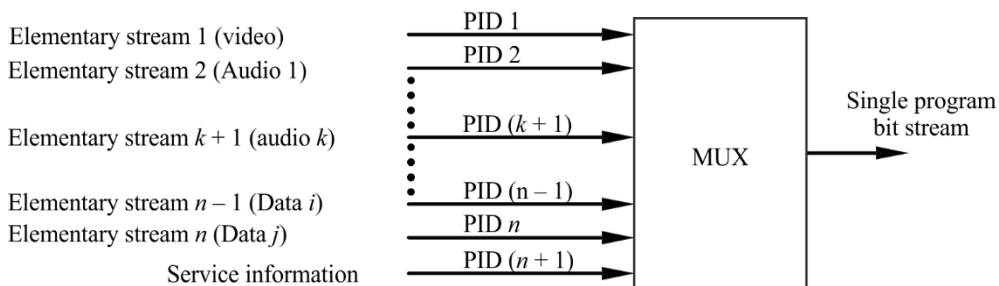 Elementary stream 1 (video)
PID 1
Elementary stream 2 (Audio 1)
PID 2
Elementary stream k + 1 (audio k)
PID (k + 1)
Elementary stream n – 1 (Data i)
PID (n – 1)
Elementary stream n (Data j)
PID n
Service information
PID (n + 1)
MUX
Single program
bit stream